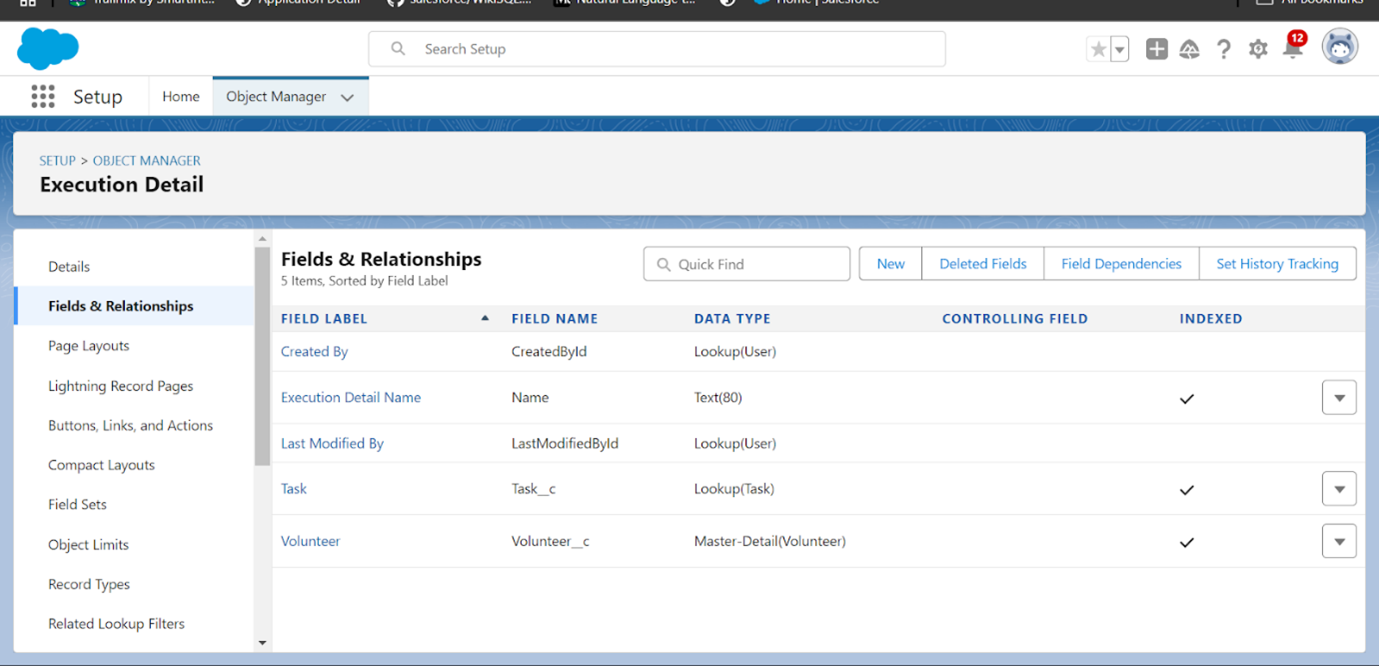 Application Detail
salesforce/WikiSQL...
Natural Language t...
Home | Salesforce
All Bookmarks
Search Setup
12
Setup
Home
Object Manager
SETUP > OBJECT MANAGER
Execution Detail
Details
Fields & Relationships
Page Layouts
Lightning Record Pages
Buttons, Links, and Actions
Compact Layouts
Field Sets
Object Limits
Record Types
Related Lookup Filters
Fields & Relationships
5 Items, Sorted by Field Label
Quick Find
New
Deleted Fields
Field Dependencies
Set History Tracking
FIELD LABEL FIELD NAME DATA TYPE CONTROLLING FIELD INDEXED
Created By CreatedById Lookup(User)
Execution Detail Name Name Text(80)
Last Modified By LastModifiedById Lookup(User)
Task Task__c Lookup(Task)
Volunteer Volunteer__c Master-Detail(Volunteer)